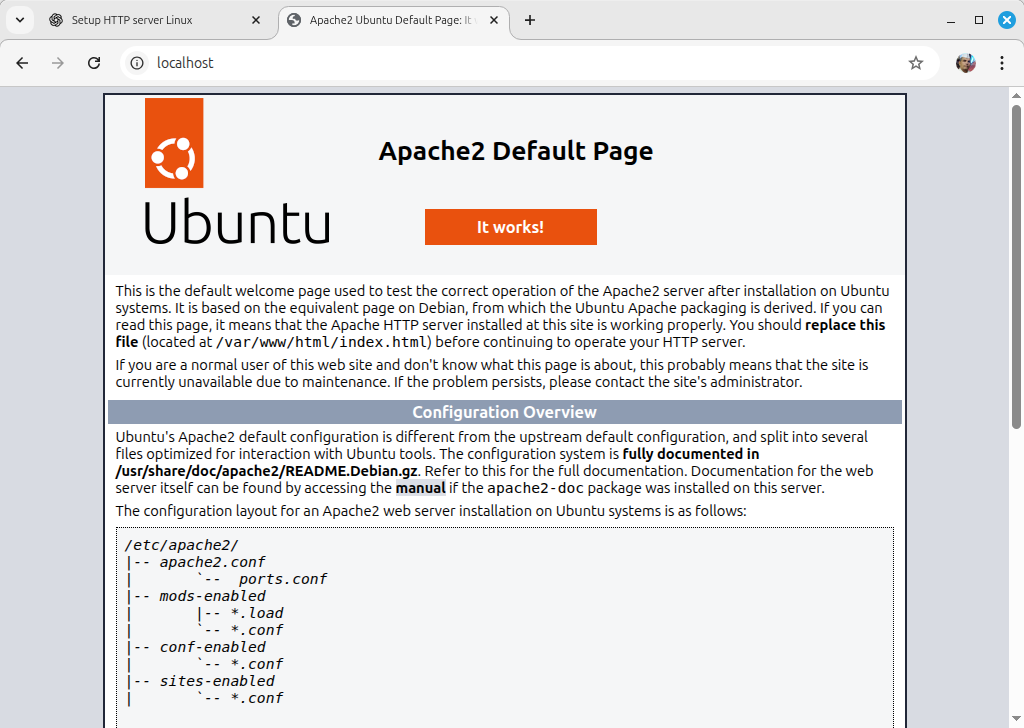 Setup HTTP server Linux
Apache2 Ubuntu Default Page: It
localhost
Apache2 Default Page
Ubuntu
It works!
This is the default welcome page used to test the correct operation of the Apache2 server after installation on Ubuntu
systems. It is based on the equivalent page on Debian, from which the Ubuntu Apache packaging is derived. If you can
read this page, it means that the Apache HTTP server installed at this site is working properly. You should replace this
file (located at /var/www/html/index.html) before continuing to operate your HTTP server.
If you are a normal user of this web site and don't know what this page is about, this probably means that the site is
currently unavailable due to maintenance. If the problem persists, please contact the site's administrator.
Configuration Overview
Ubuntu's Apache2 default configuration is different from the upstream default configuration, and split into several
files optimized for interaction with Ubuntu tools. The configuration system is fully documented in
/usr/share/doc/apache2/README.Debian.gz. Refer to this for the full documentation. Documentation for the web
server itself can be found by accessing the manual if the apache2-doc package was installed on this server.
The configuration layout for an Apache2 web server installation on Ubuntu systems is as follows:
/etc/apache2/
|-- apache2.conf
|       `--  ports.conf
|-- mods-enabled
|       |-- *.load
|       `-- *.conf
|-- conf-enabled
|       `-- *.conf
|-- sites-enabled
|       `-- *.conf